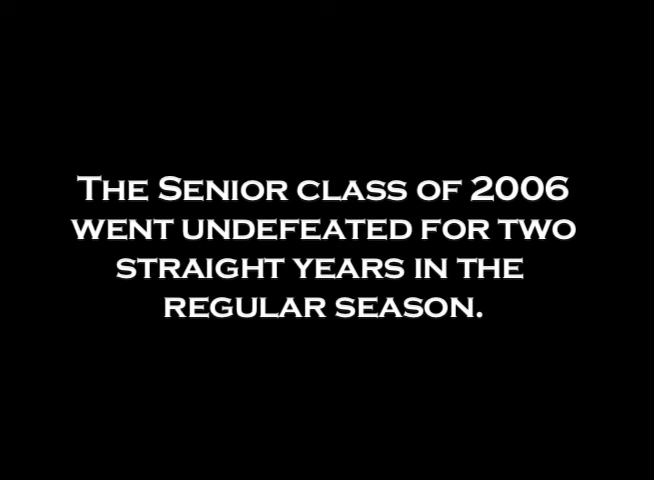 The Senior class of 2006
went undefeated for two
straight years in the
regular season.